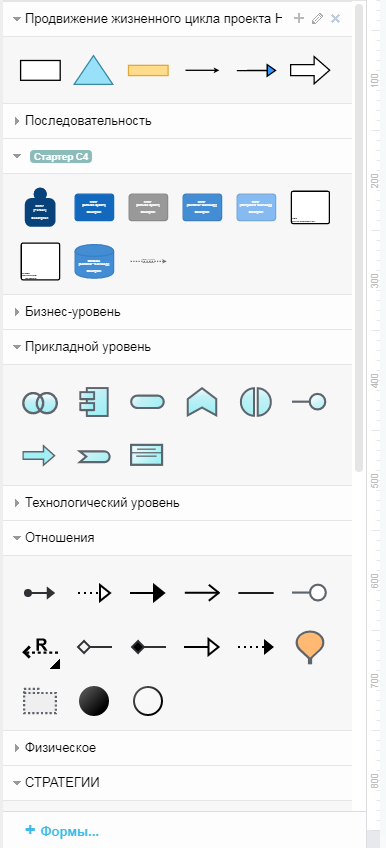 Продвижение жизненного цикла проекта Н
Последовательность
Стартер C4
Бизнес-уровень
Прикладной уровень
Технологический уровень
Отношения
R
Физическое
СТРАТЕГИИ
Формы...
100
200
300
400
500
600
700
800